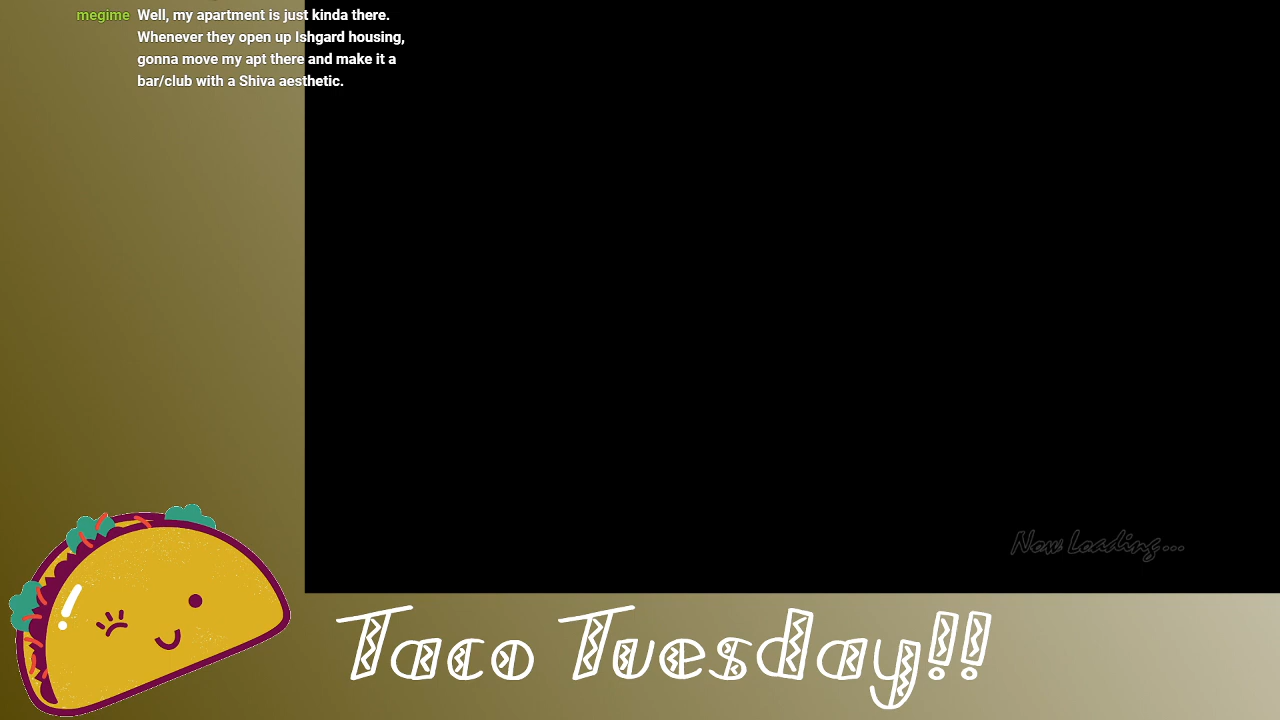 megime Well, my apartment is just kinda there.
Whenever they open up Ishgard housing,
gonna move my apt there and make it a
bar/club with a Shiva aesthetic.
Now Loading...
Taco Tuesday!!